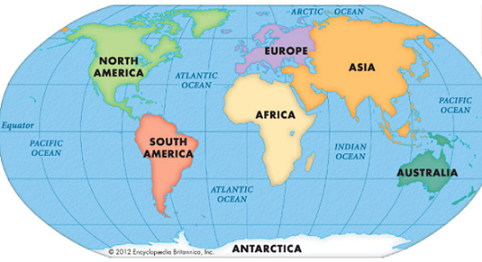 ARCTIC OCEAN
NORTH
AMERICA
EUROPE
ASIA
ATLANTIC
OCEAN
AFRICA
PACIFIC
OCEAN
Equator
PACIFIC
OCEAN
SOUTH
AMERICA
INDIAN
OCEAN
AUSTRALIA
ATLANTIC
OCEAN
ANTARCTICA
© 2012 Encyclopædia Britannica, Inc.